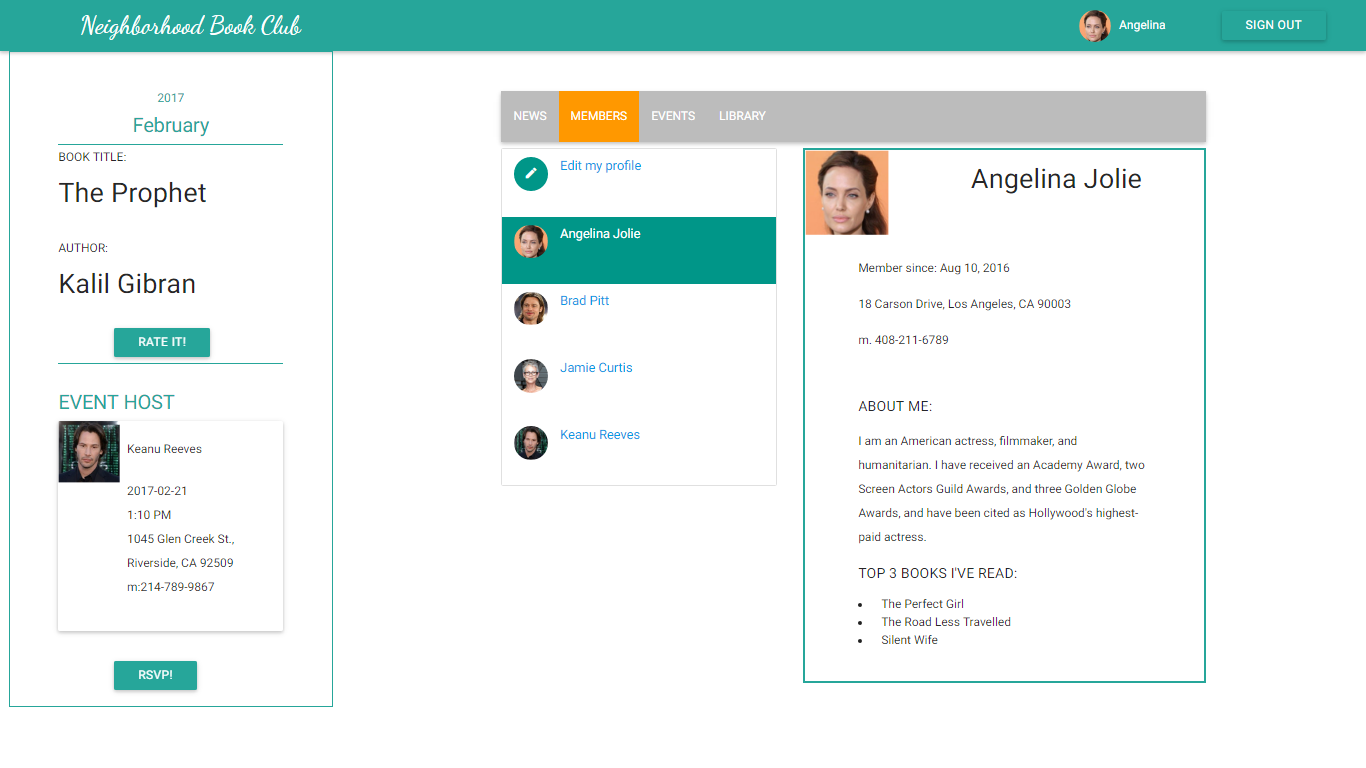 Neighborhood Book Club
Angelina
SIGN OUT
2017
February
BOOK TITLE:
The Prophet
AUTHOR:
Kalil Gibran
RATE IT!
EVENT HOST
Keanu Reeves
2017-02-21
1:10 PM
1045 Glen Creek St.,
Riverside, CA 92509
m:214-789-9867
RSVP!
NEWS
MEMBERS
EVENTS
LIBRARY
Edit my profile
Angelina Jolie
Brad Pitt
Jamie Curtis
Keanu Reeves
Angelina Jolie
Member since: Aug 10, 2016
18 Carson Drive, Los Angeles, CA 90003
m. 408-211-6789
ABOUT ME:
I am an American actress, filmmaker, and
humanitarian. I have received an Academy Award, two
Screen Actors Guild Awards, and three Golden Globe
Awards, and have been cited as Hollywood's highest-
paid actress.
TOP 3 BOOKS I'VE READ:
The Perfect Girl
The Road Less Travelled
Silent Wife